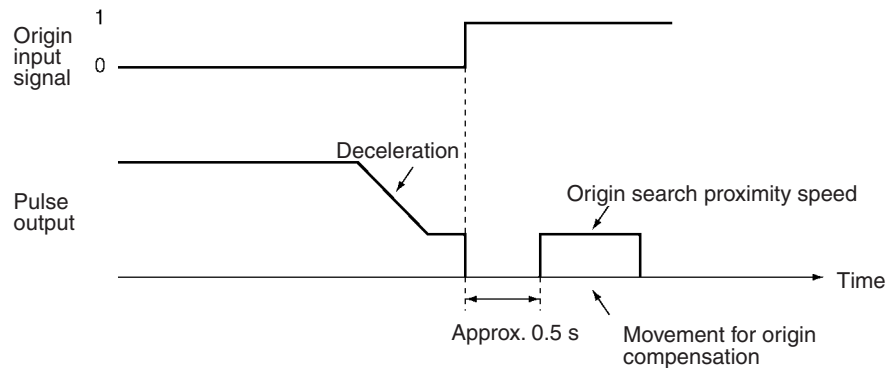 Origin
input
signal
1
0
Deceleration
Origin search proximity speed
Pulse
output
Time
Approx. 0.5 s
Movement for origin
compensation